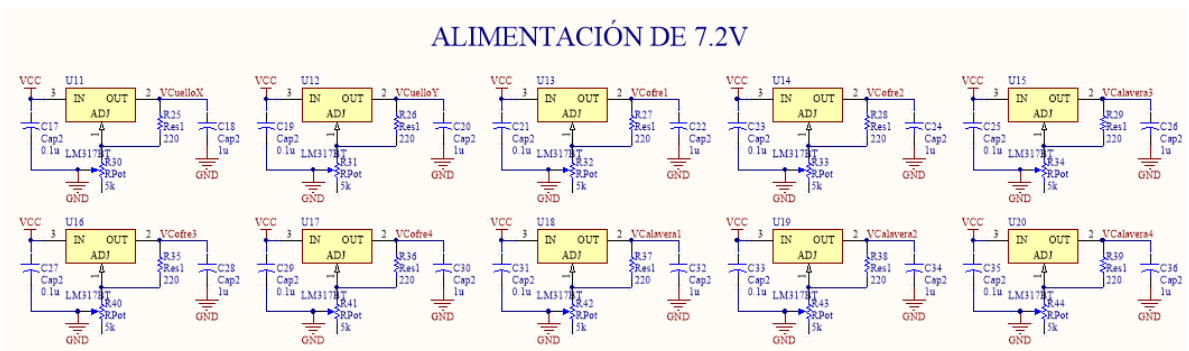 ALIMENTACIÓN DE 7.2V
VCC U11 3 IN OUT 2 VCuelloX ADJ 1 C17 Cap2 0.1u R25 Res1 220 C18 Cap2 1u LM317BT R30 RPot 5k GND GND
VCC U12 3 IN OUT 2 VCuelloY ADJ 1 C19 Cap2 0.1u R26 Res1 220 C20 Cap2 1u LM317BT R31 RPot 5k GND GND
VCC U13 3 IN OUT 2 VCofre1 ADJ 1 C21 Cap2 0.1u R27 Res1 220 C22 Cap2 1u LM317BT R32 RPot 5k GND GND
VCC U14 3 IN OUT 2 VCofre2 ADJ 1 C23 Cap2 0.1u R28 Res1 220 C24 Cap2 1u LM317BT R33 RPot 5k GND GND
VCC U15 3 IN OUT 2 VCalavera3 ADJ 1 C25 Cap2 0.1u R29 Res1 220 C26 Cap2 1u LM317BT R34 RPot 5k GND GND
VCC U16 3 IN OUT 2 VCofre3 ADJ 1 C27 Cap2 0.1u R35 Res1 220 C28 Cap2 1u LM317BT R40 RPot 5k GND GND
VCC U17 3 IN OUT 2 VCofre4 ADJ 1 C29 Cap2 0.1u R36 Res1 220 C30 Cap2 1u LM317BT R41 RPot 5k GND GND
VCC U18 3 IN OUT 2 VCalavera1 ADJ 1 C31 Cap2 0.1u R37 Res1 220 C32 Cap2 1u LM317BT R42 RPot 5k GND GND
VCC U19 3 IN OUT 2 VCalavera2 ADJ 1 C33 Cap2 0.1u R38 Res1 220 C34 Cap2 1u LM317BT R43 RPot 5k GND GND
VCC U20 3 IN OUT 2 VCalavera4 ADJ 1 C35 Cap2 0.1u R39 Res1 220 C36 Cap2 1u LM317BT R44 RPot 5k GND GND